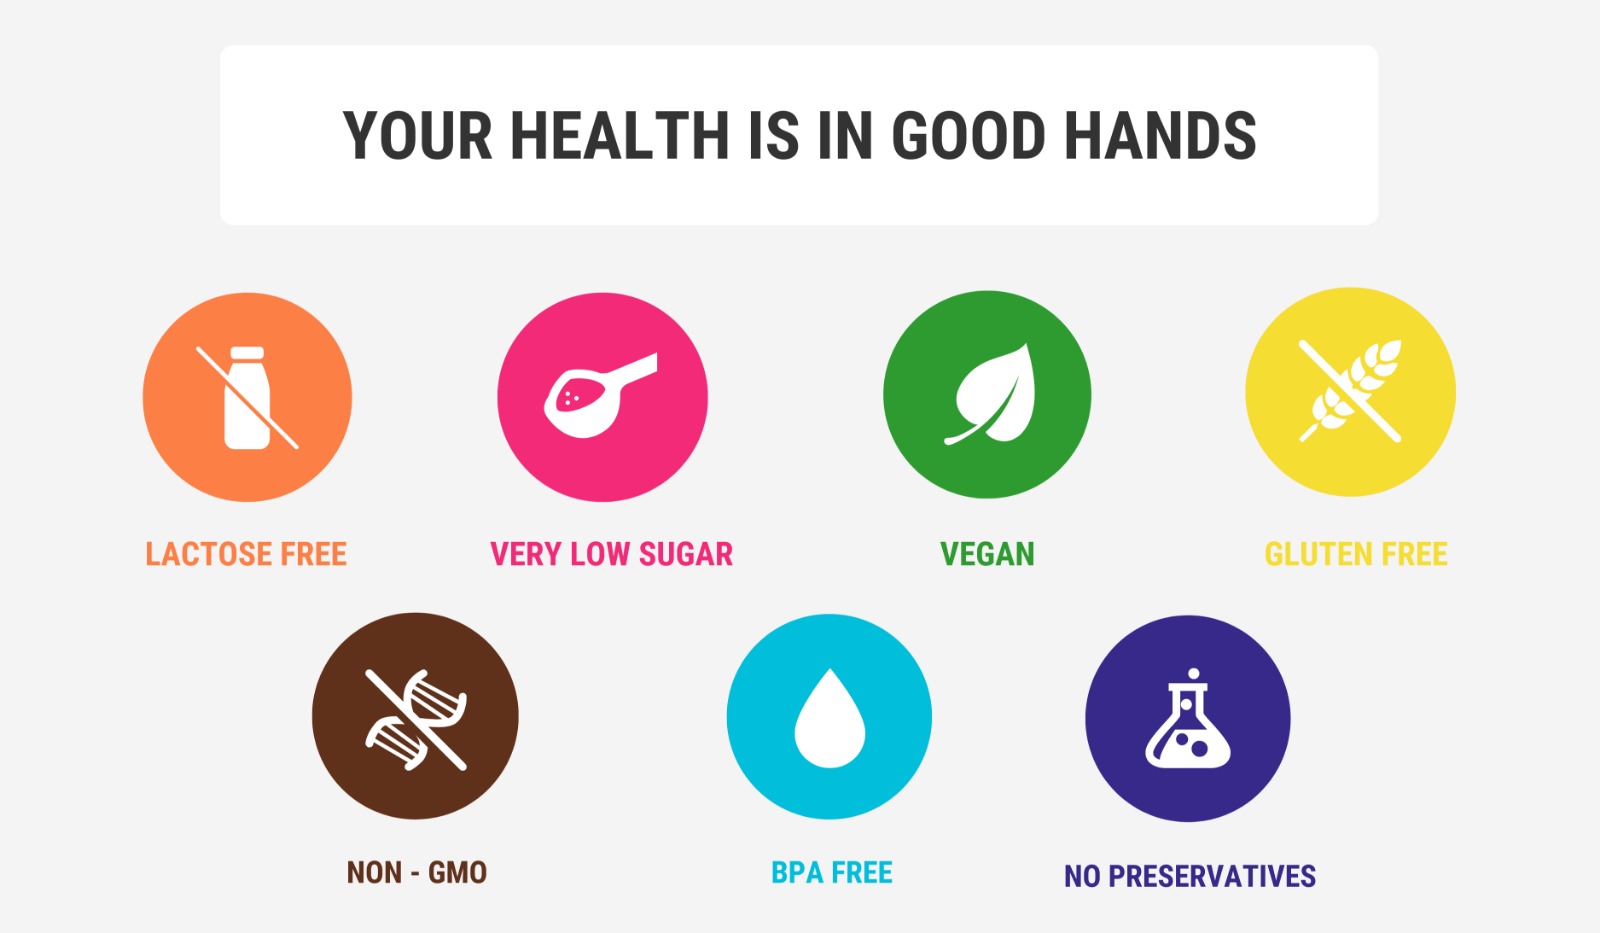 YOUR HEALTH IS IN GOOD HANDS
LACTOSE FREE
VERY LOW SUGAR
VEGAN
GLUTEN FREE
NON - GMO
BPA FREE
NO PRESERVATIVES